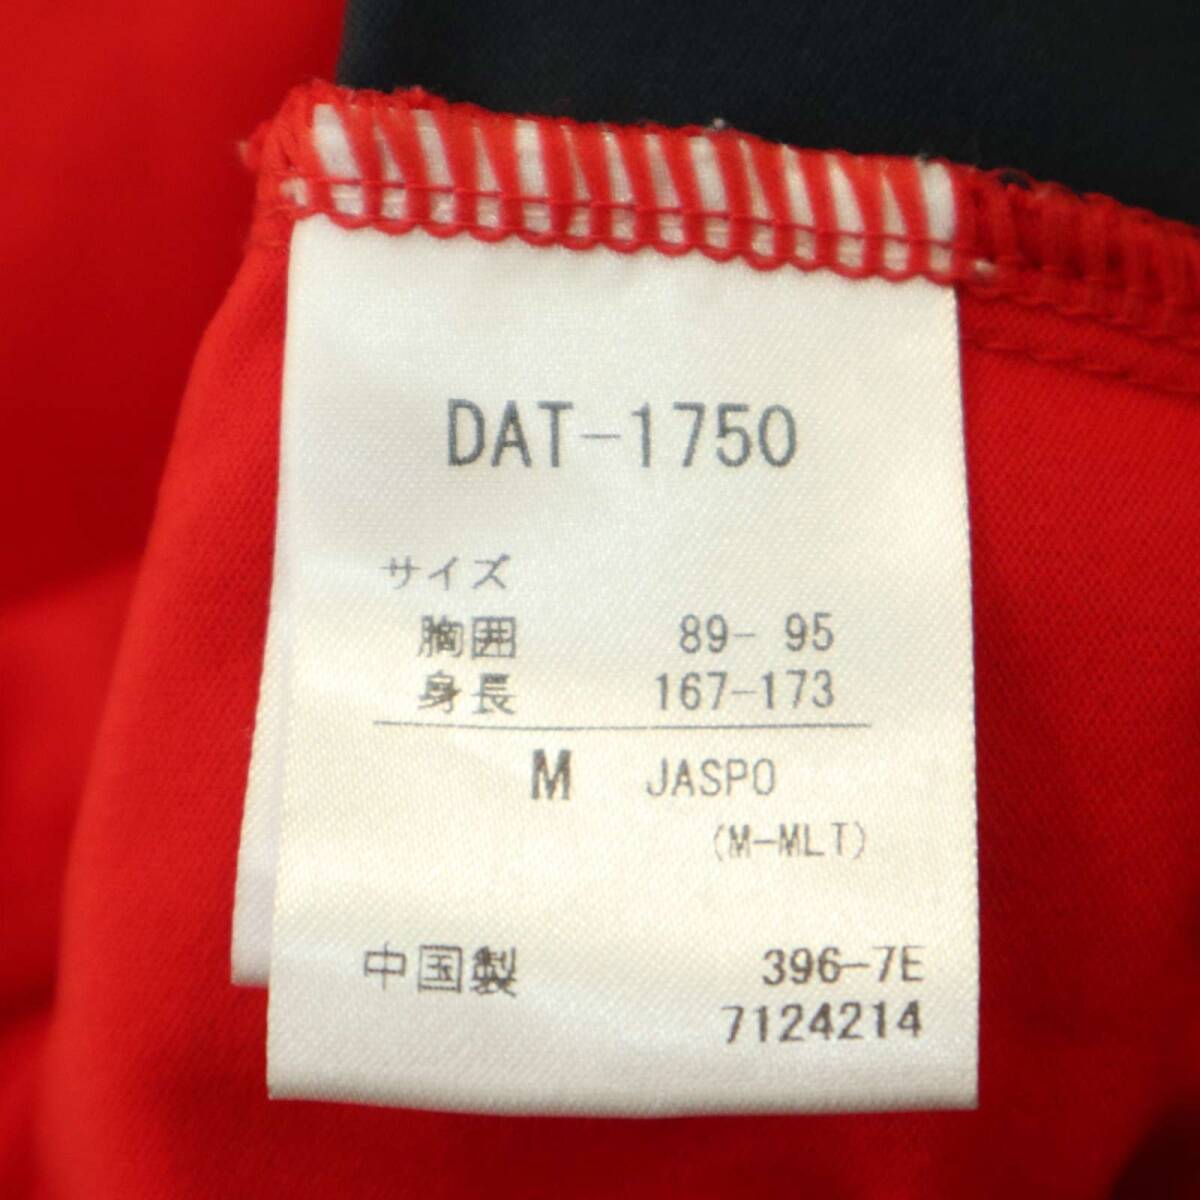 DAT-1750
サイズ
胸囲 89- 95
身長 167-173
M JASPO
(M-MLT)
中国製 396-7E
7124214